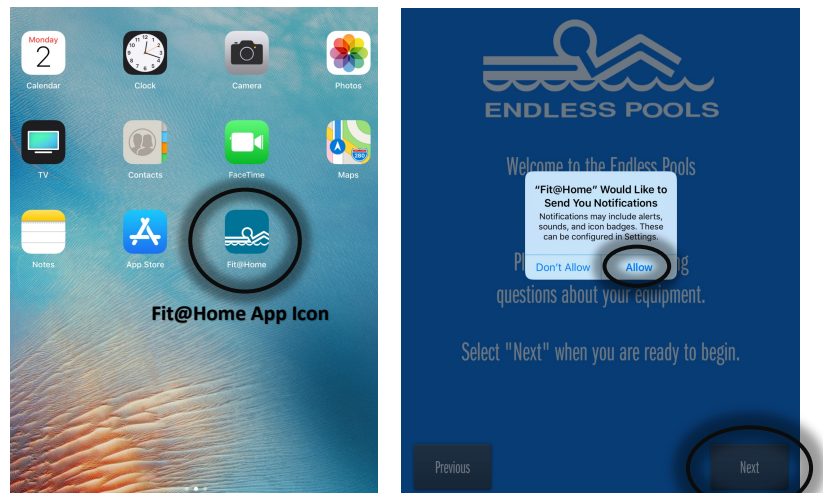 Monday
2
Calendar
Clock
Camera
Photos
TV
Contacts
FaceTime
280
Maps
Notes
App Store
Fit@Home
Fit@Home App Icon
ENDLESS POOLS
Welcome to the Endless Pools
“Fit@Home” Would Like to
Send You Notifications
Notifications may include alerts,
sounds, and icon badges. These
can be configured in Settings.
Don’t Allow
Allow
questions about your equipment.
Select "Next" when you are ready to begin.
Previous
Next